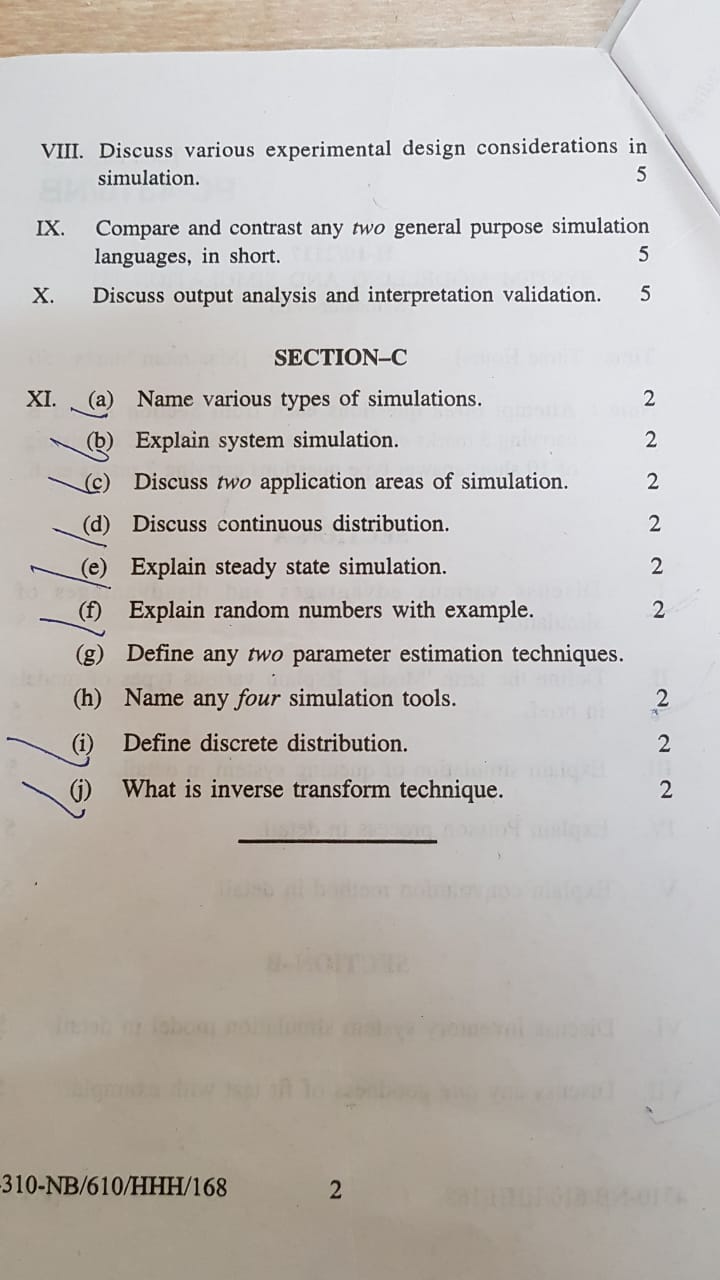 VIII. Discuss various experimental design considerations in
simulation. 5
IX. Compare and contrast any two general purpose simulation
languages, in short. 5
X. Discuss output analysis and interpretation validation. 5
SECTION–C
XI. (a) Name various types of simulations. 2
(b) Explain system simulation. 2
(c) Discuss two application areas of simulation. 2
(d) Discuss continuous distribution. 2
(e) Explain steady state simulation. 2
(f) Explain random numbers with example. 2
(g) Define any two parameter estimation techniques.
(h) Name any four simulation tools. 2
(i) Define discrete distribution. 2
(j) What is inverse transform technique. 2
310-NB/610/HHH/168 2